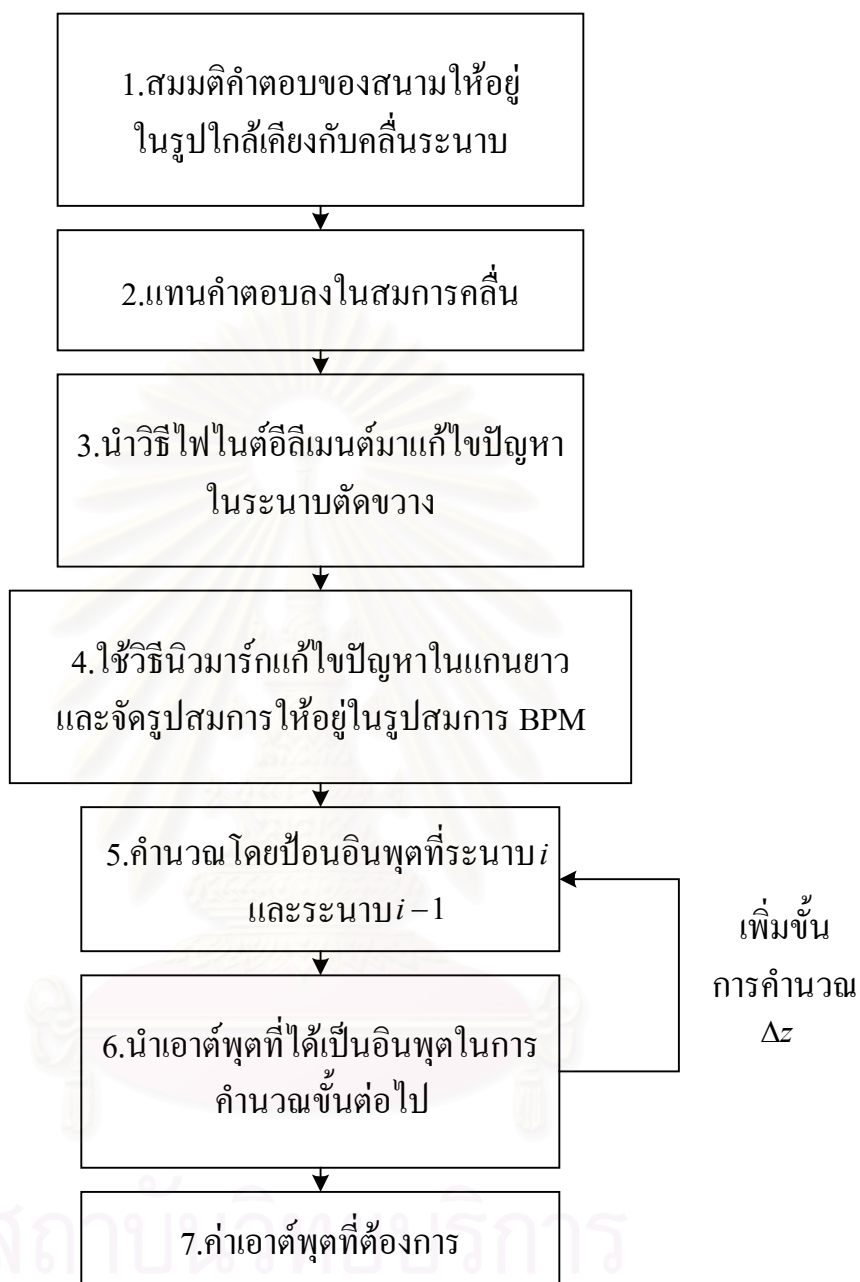 1.สมมติคำตอบของสนามให้อยู่
ในรูปใกล้เคียงกับคลื่นระนาบ
2.แทนคำตอบลงในสมการคลื่น
3.นำวิธีไฟไนต์อีลีเมนต์มาแก้ไขปัญหา
ในระนาบตัดขวาง
4.ใช้วิธีนิวมาร์กแก้ไขปัญหาในแกนยาว
และจัดรูปสมการให้อยู่ในรูปสมการ BPM
5.คำนวณโดยป้อนอินพุตที่ระนาบ i
และระนาบ i−1
เพิ่มขั้น
การคำนวณ
Δz
6.นำเอาต์พุตที่ได้เป็นอินพุตในการ
คำนวณขั้นต่อไป
7.ค่าเอาต์พุตที่ต้องการ
สถาบันวิทยบริการ